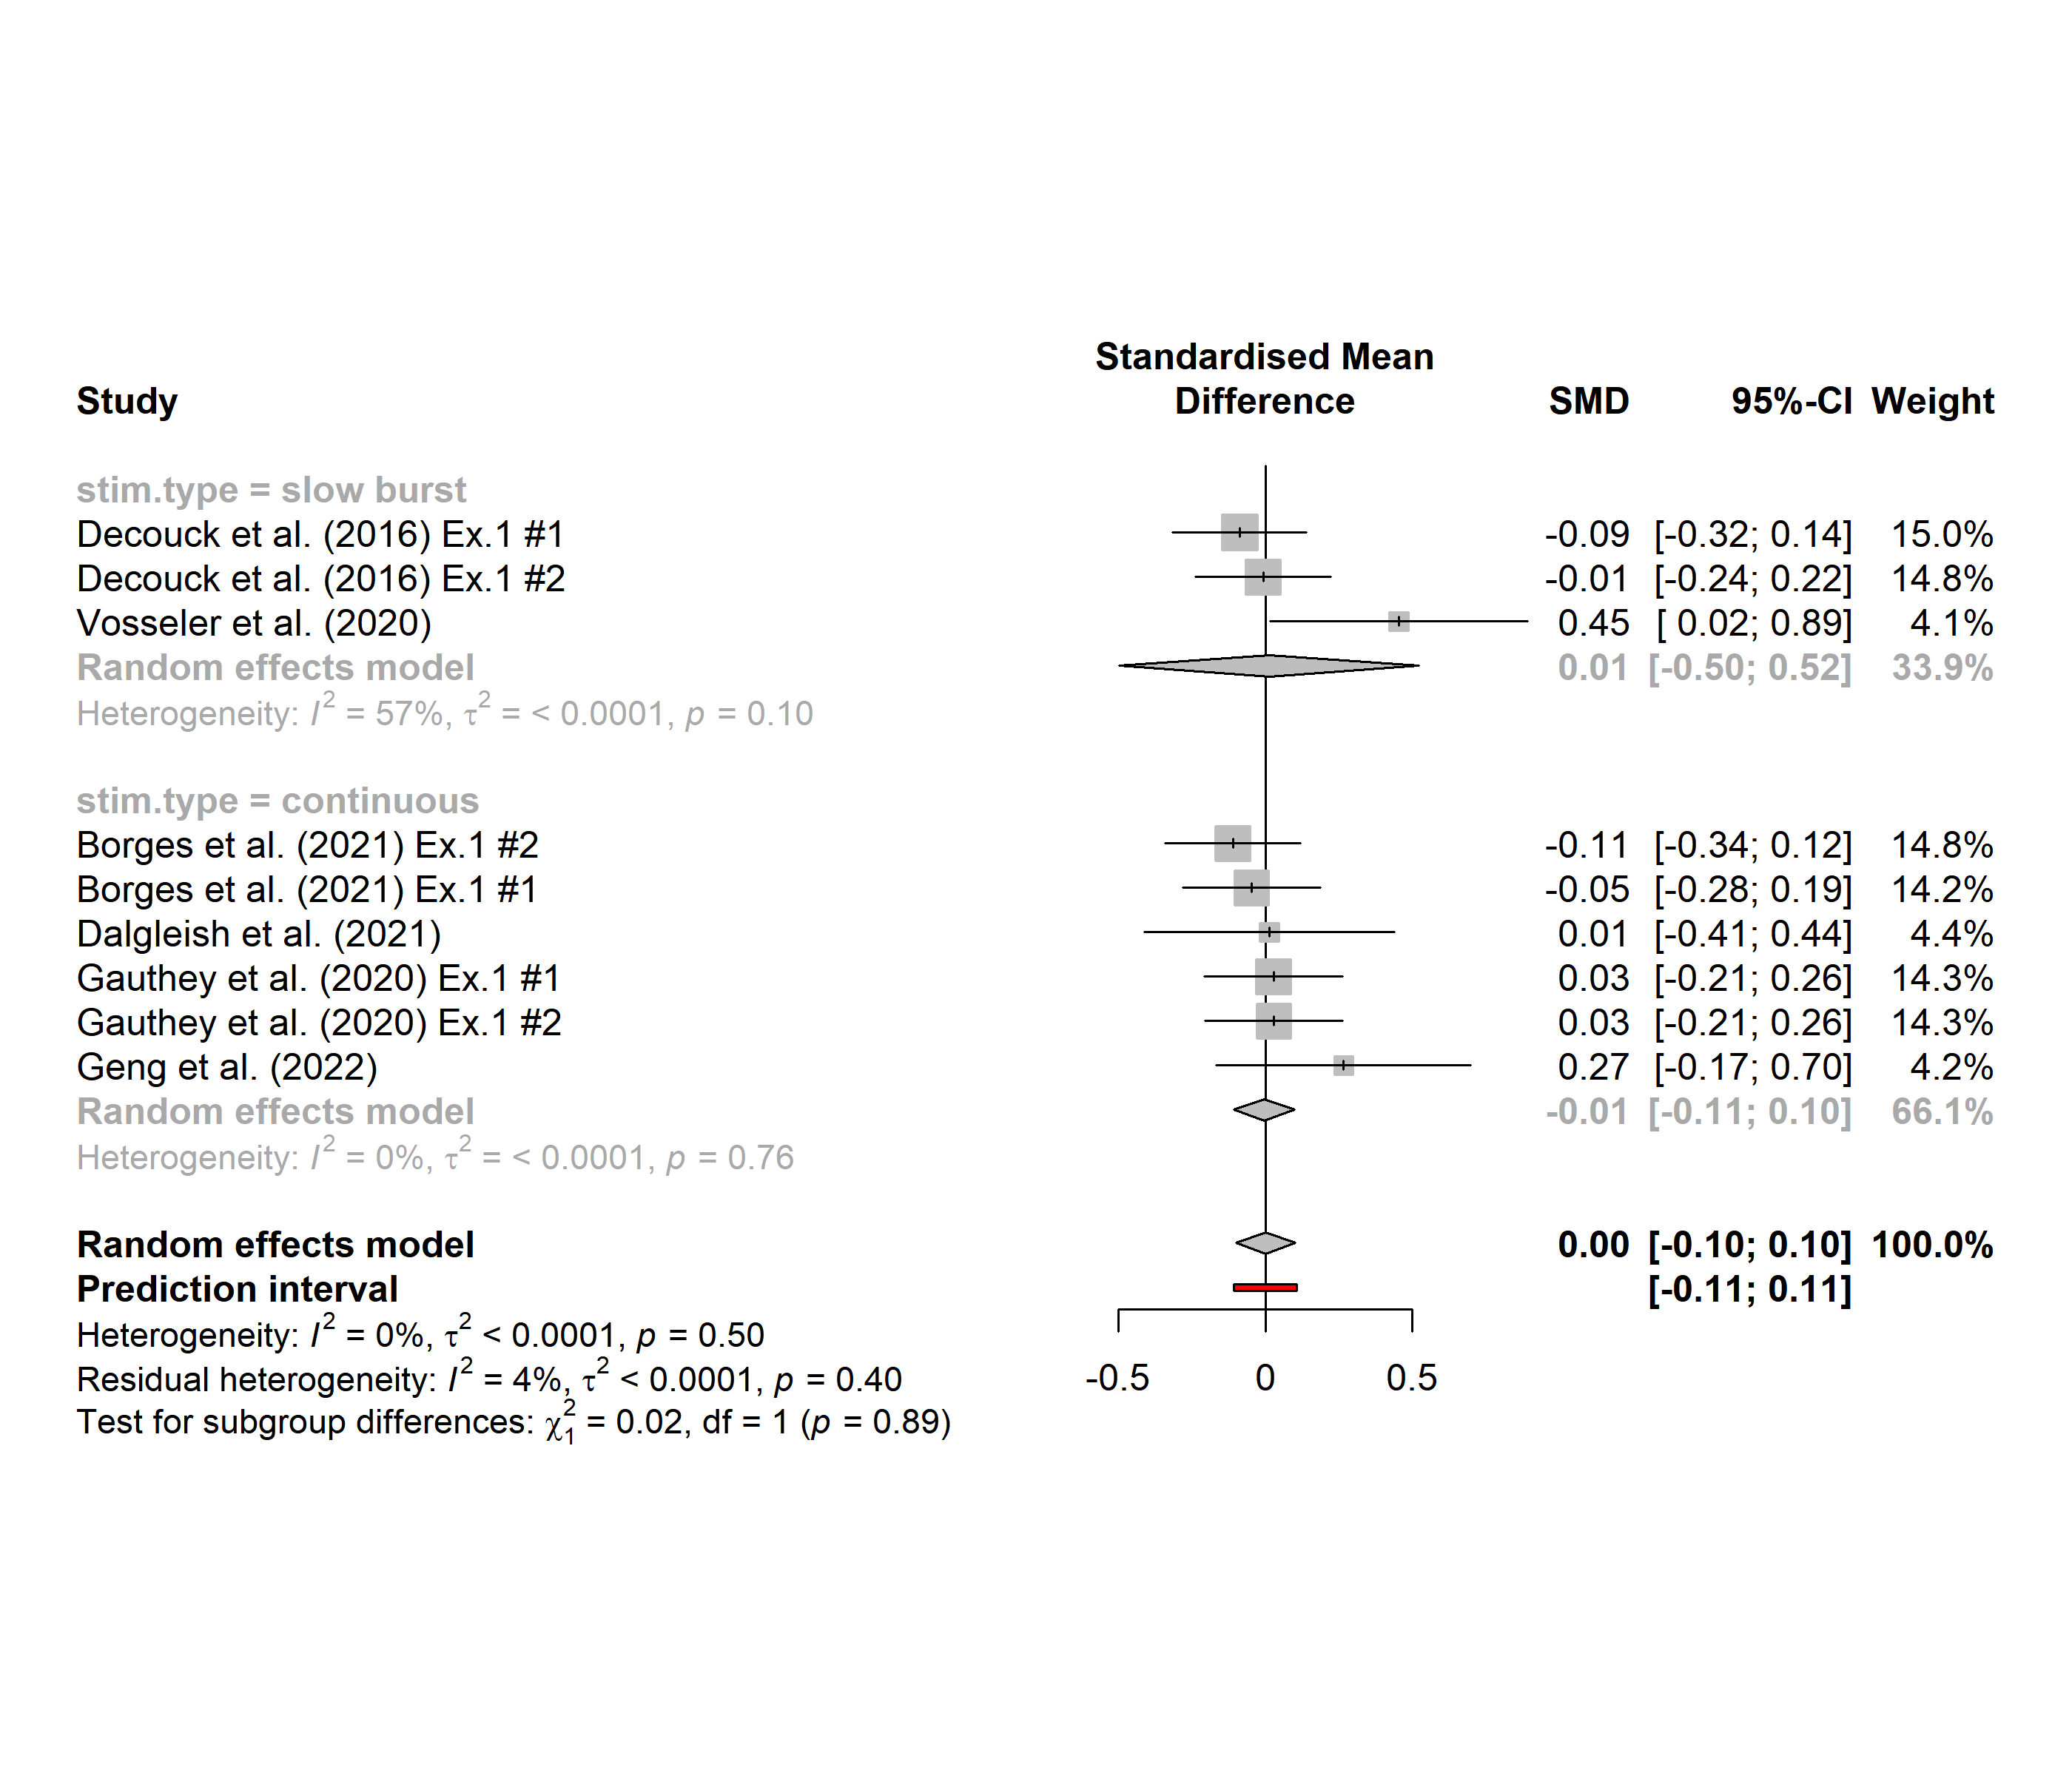 Standardised Mean
Study Difference SMD 95%-CI Weight
stim.type = slow burst
Decouck et al. (2016) Ex.1 #1 -0.09 [-0.32; 0.14] 15.0%
Decouck et al. (2016) Ex.1 #2 -0.01 [-0.24; 0.22] 14.8%
Vosseler et al. (2020) 0.45 [ 0.02; 0.89] 4.1%
Random effects model 0.01 [-0.50; 0.52] 33.9%
Heterogeneity: I² = 57%, τ² = < 0.0001, p = 0.10
stim.type = continuous
Borges et al. (2021) Ex.1 #2 -0.11 [-0.34; 0.12] 14.8%
Borges et al. (2021) Ex.1 #1 -0.05 [-0.28; 0.19] 14.2%
Dalgleish et al. (2021) 0.01 [-0.41; 0.44] 4.4%
Gauthey et al. (2020) Ex.1 #1 0.03 [-0.21; 0.26] 14.3%
Gauthey et al. (2020) Ex.1 #2 0.03 [-0.21; 0.26] 14.3%
Geng et al. (2022) 0.27 [-0.17; 0.70] 4.2%
Random effects model -0.01 [-0.11; 0.10] 66.1%
Heterogeneity: I² = 0%, τ² = < 0.0001, p = 0.76
Random effects model 0.00 [-0.10; 0.10] 100.0%
Prediction interval [-0.11; 0.11]
Heterogeneity: I² = 0%, τ² < 0.0001, p = 0.50
Residual heterogeneity: I² = 4%, τ² < 0.0001, p = 0.40
-0.5 0 0.5
Test for subgroup differences: χ²₁ = 0.02, df = 1 (p = 0.89)